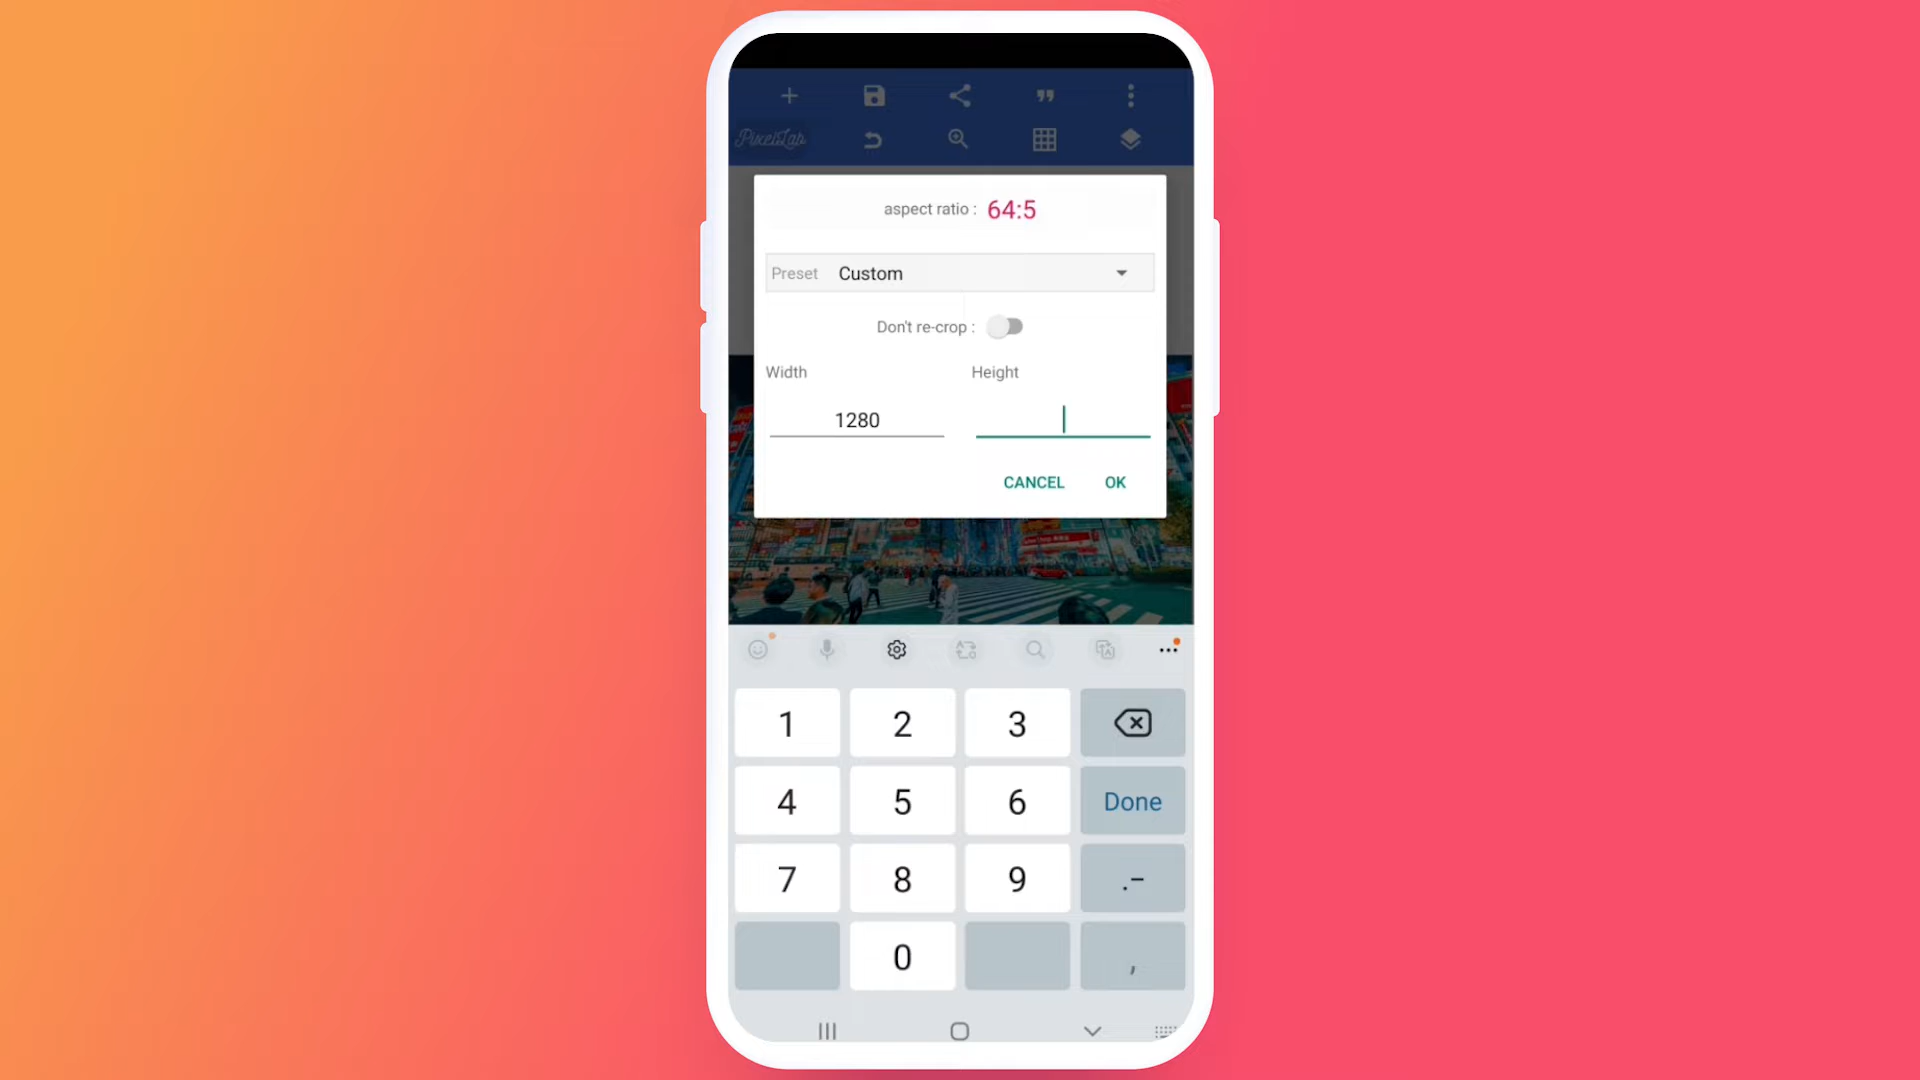 PixelLab
aspect ratio : 64:5
Preset Custom
Don't re-crop :
Width Height
1280
CANCEL OK
1 2 3
4 5 6 Done
7 8 9 .-
0 ,